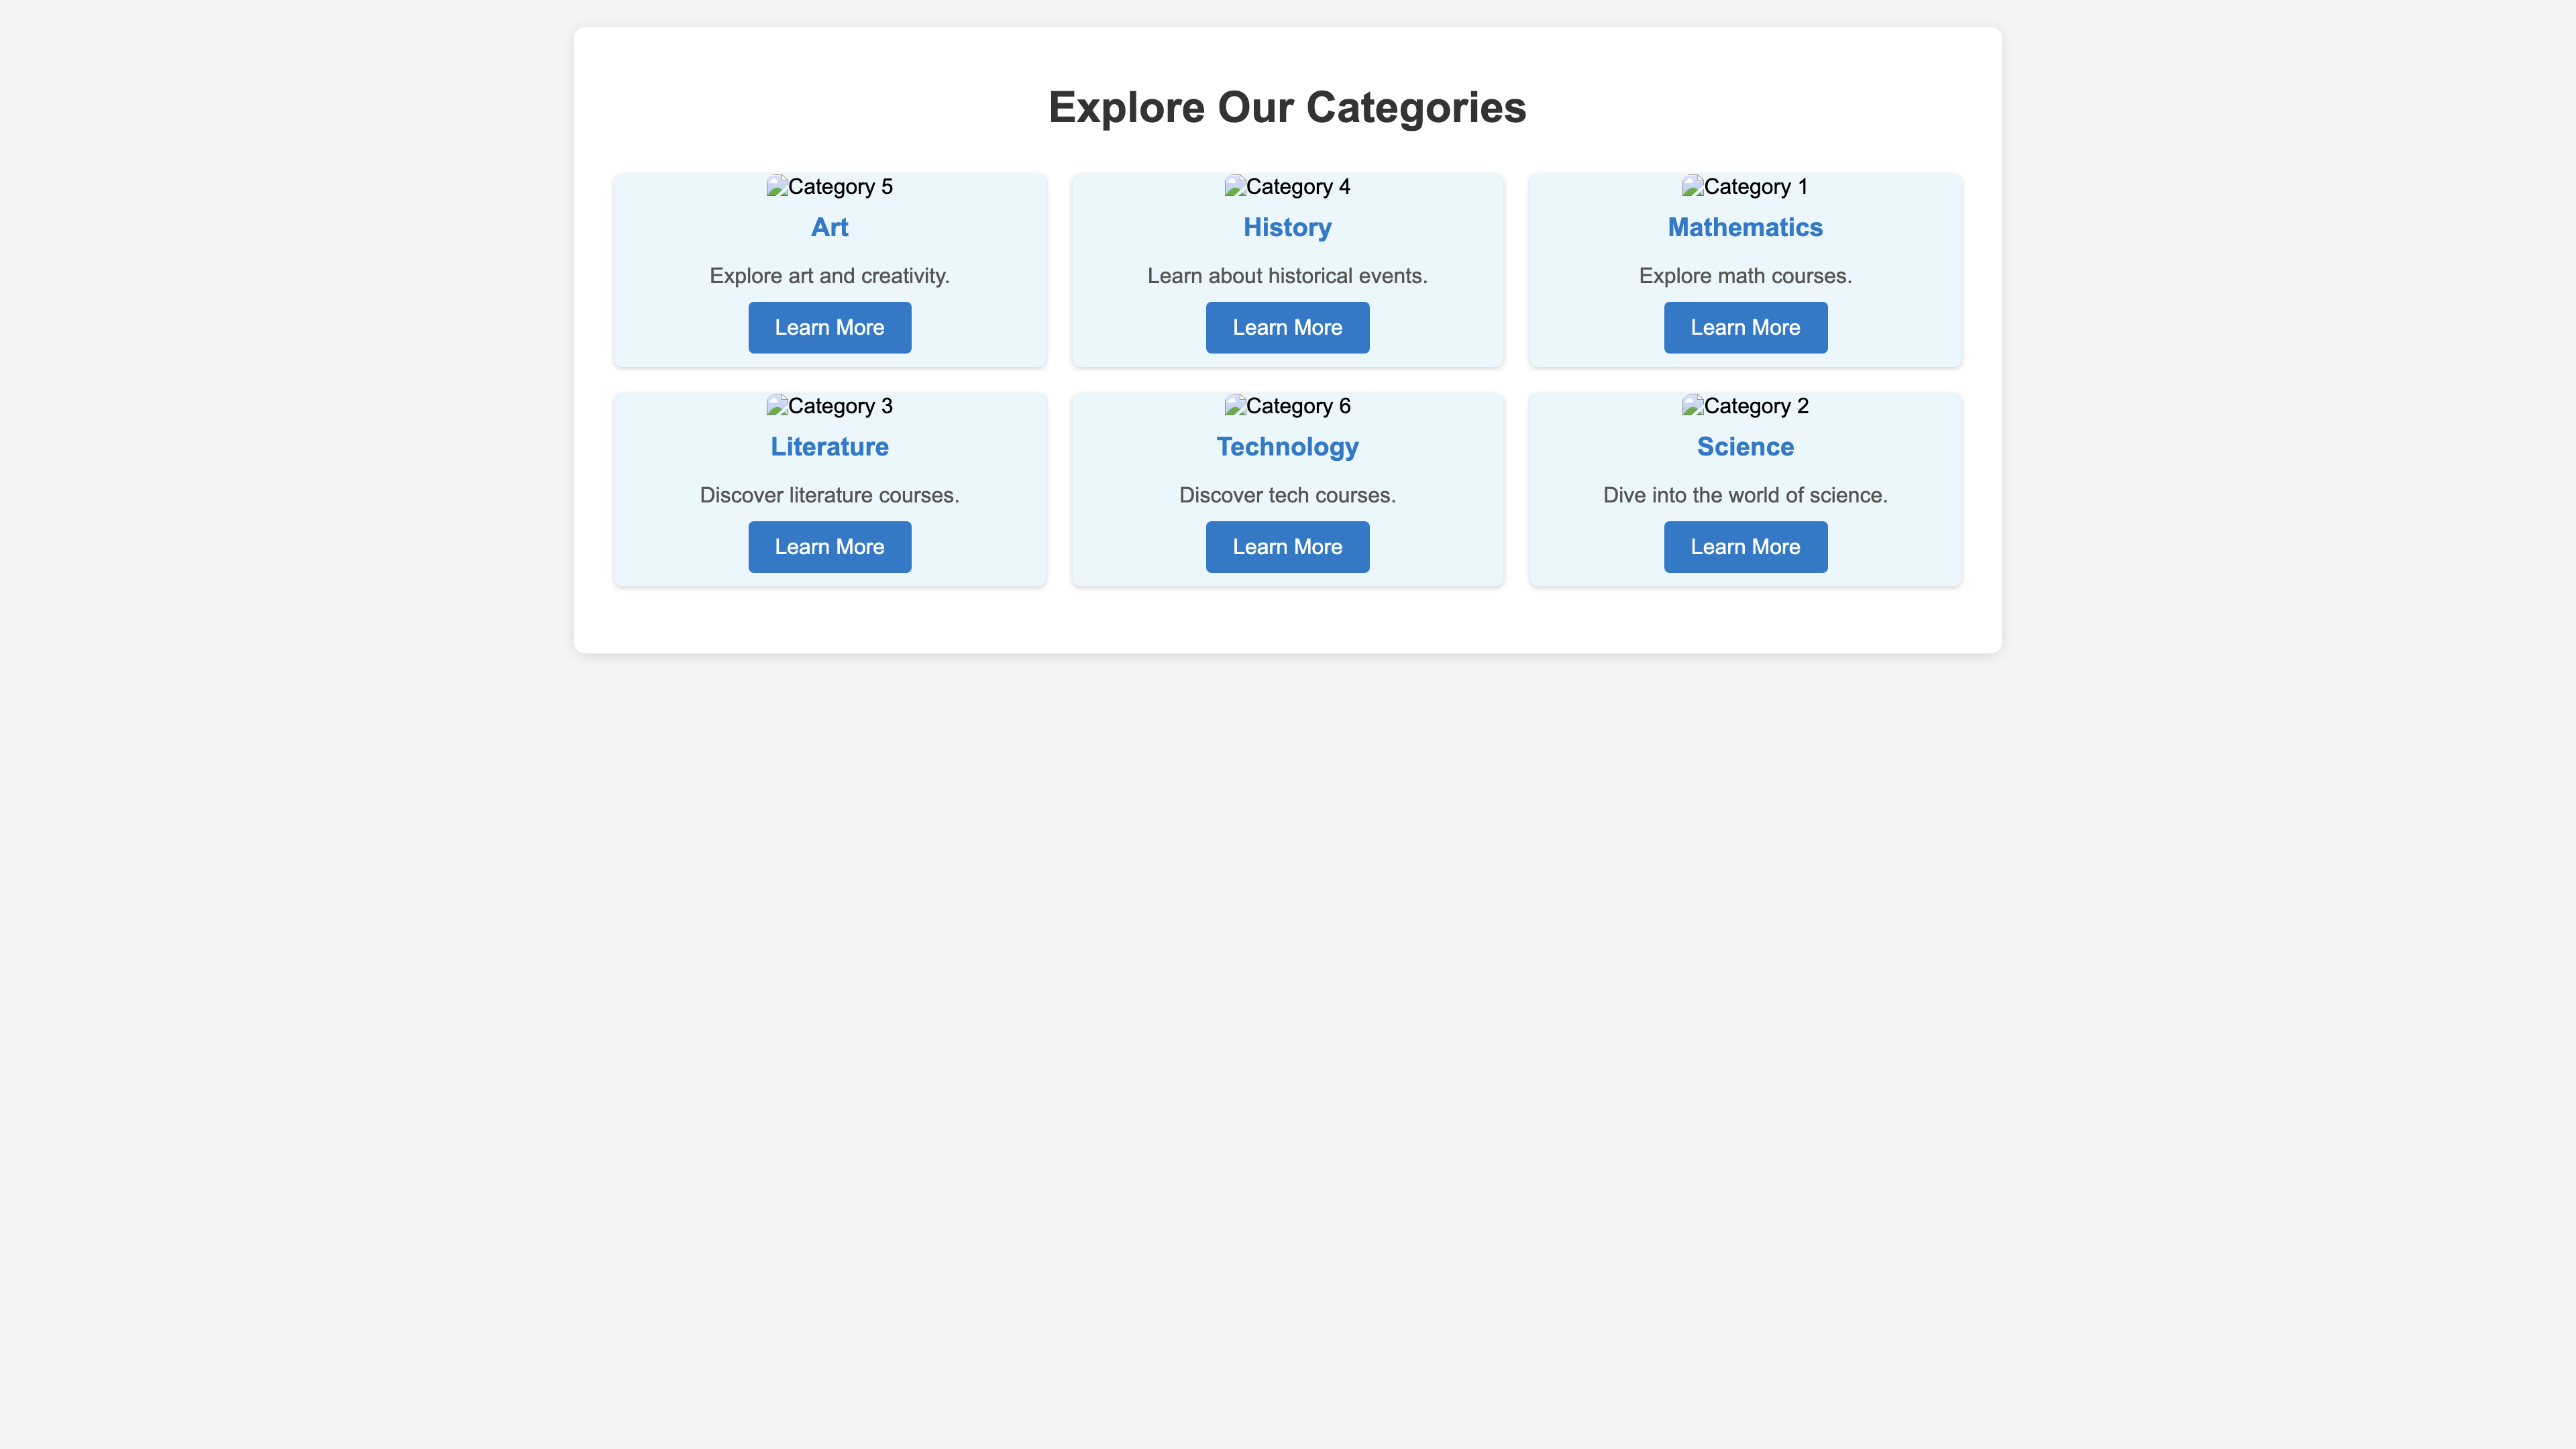 Explore Our Categories
Category 5
Art
Explore art and creativity.
Learn More
Category 4
History
Learn about historical events.
Learn More
Category 1
Mathematics
Explore math courses.
Learn More
Category 3
Literature
Discover literature courses.
Learn More
Category 6
Technology
Discover tech courses.
Learn More
Category 2
Science
Dive into the world of science.
Learn More